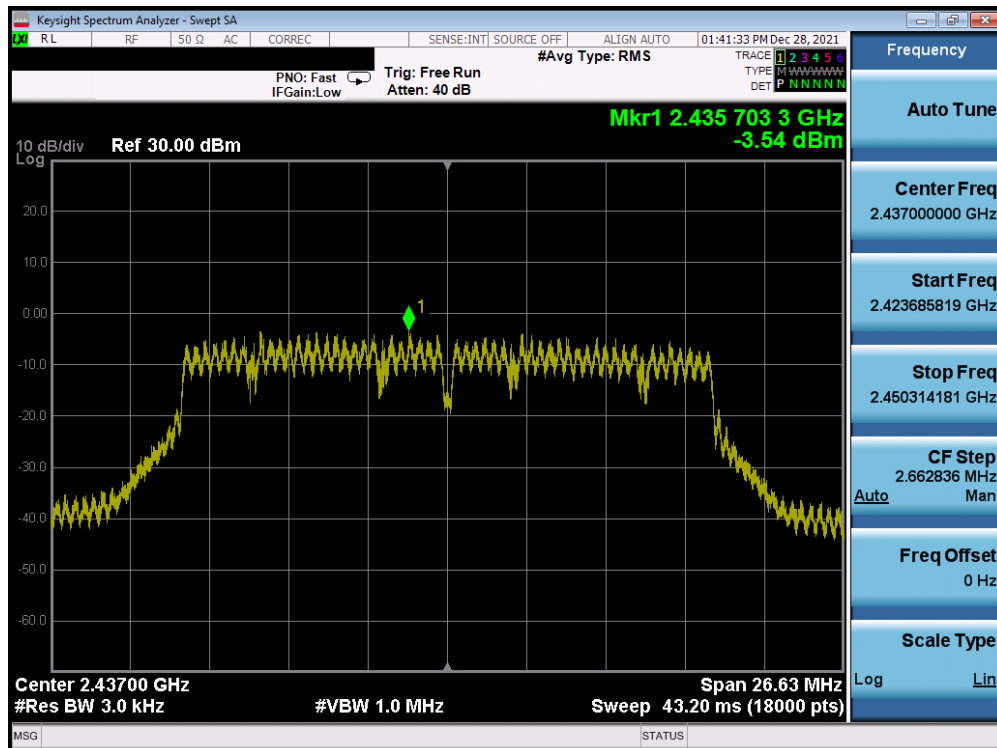 Keysight Spectrum Analyzer - Swept SA
LXI RL RF 50 Ω AC CORREC SENSE:INT SOURCE OFF ALIGN AUTO 01:41:33 PM Dec 28, 2021
#Avg Type: RMS
PNO: Fast
IFGain:Low
Trig: Free Run
Atten: 40 dB
TRACE 1 2 3 4 5 6
TYPE M WWWWW
DET P N N N N N
Mkr1 2.435 703 3 GHz
-3.54 dBm
10 dB/div Ref 30.00 dBm
Log
20.0
10.0
0.00
-10.0
-20.0
-30.0
-40.0
-50.0
-60.0
1
Center 2.43700 GHz Span 26.63 MHz
#Res BW 3.0 kHz #VBW 1.0 MHz Sweep 43.20 ms (18000 pts)
MSG STATUS
Frequency
Auto Tune
Center Freq
2.437000000 GHz
Start Freq
2.423685819 GHz
Stop Freq
2.450314181 GHz
CF Step
2.662836 MHz
Auto Man
Freq Offset
0 Hz
Scale Type
Log Lin